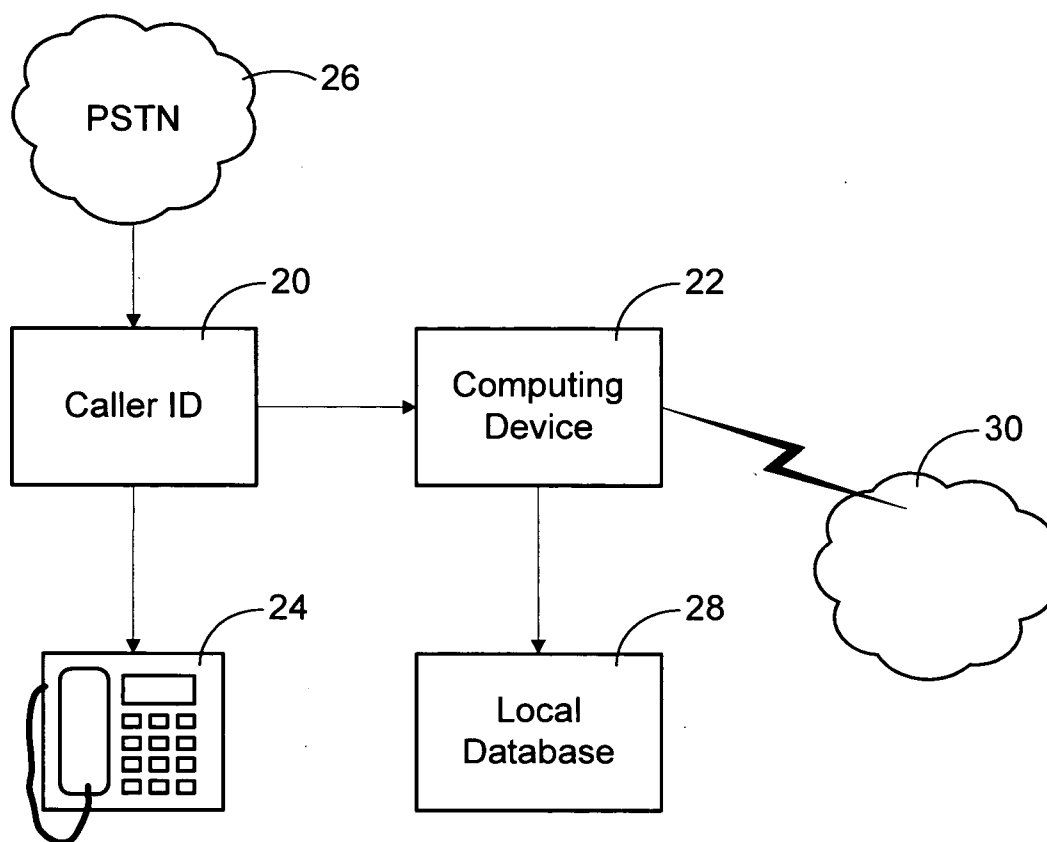 26
PSTN
20
22
Caller ID
Computing
Device
30
24
28
Local
Database